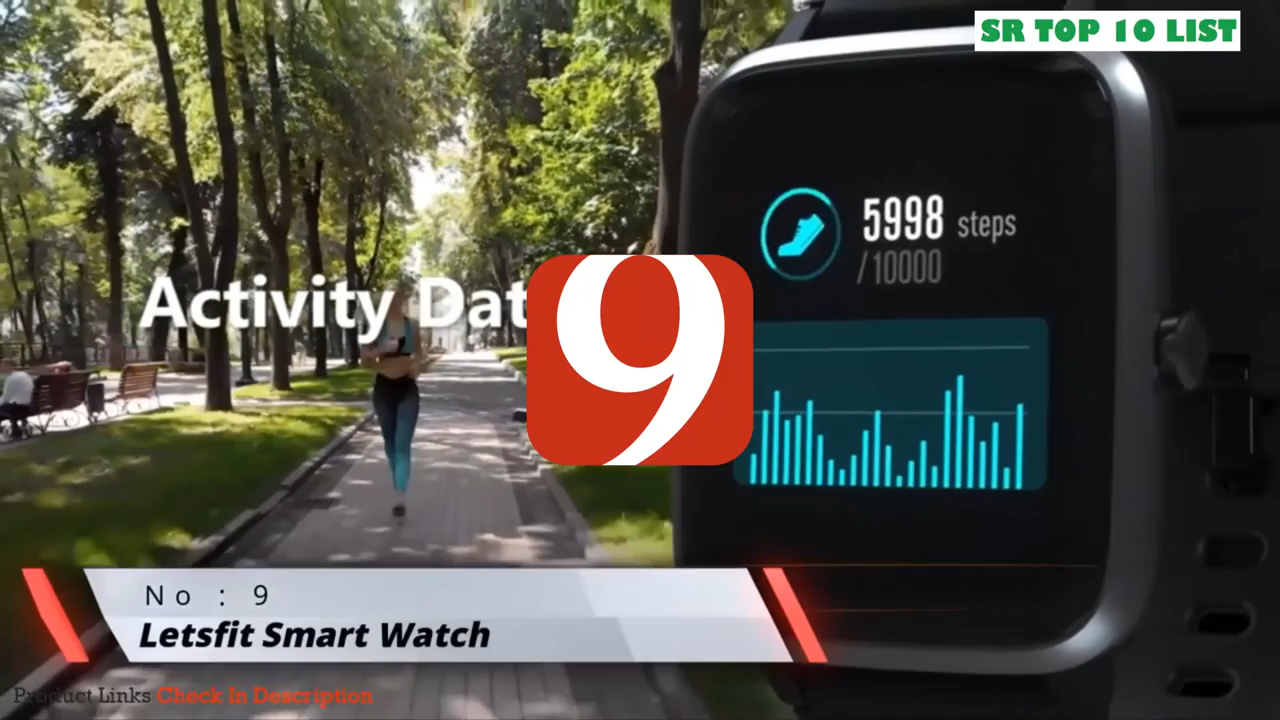 SR TOP 10 LIST
5998 steps
/10000
Activity Dat
9
No : 9
Letsfit Smart Watch
Product Links Check In Description